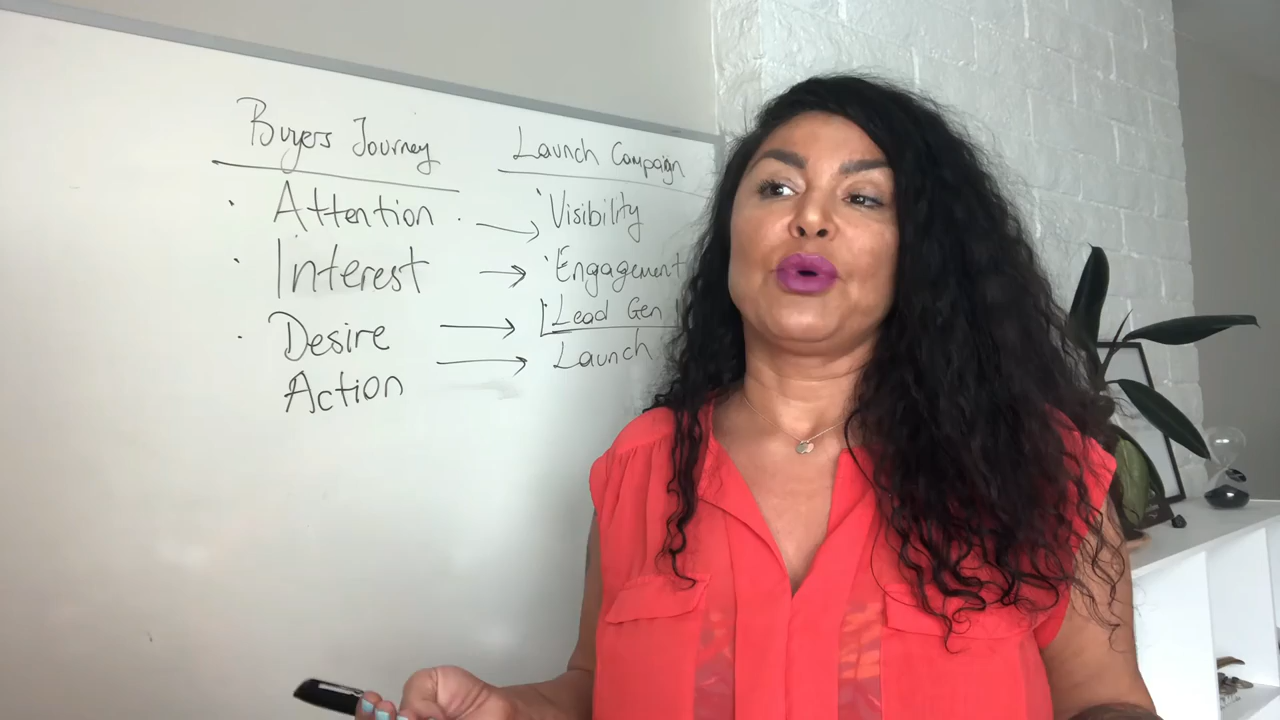 Buyers Journey
Launch Campaign
Attention → Visibility
Interest → Engagement
Desire → Lead Gen
Action → Launch